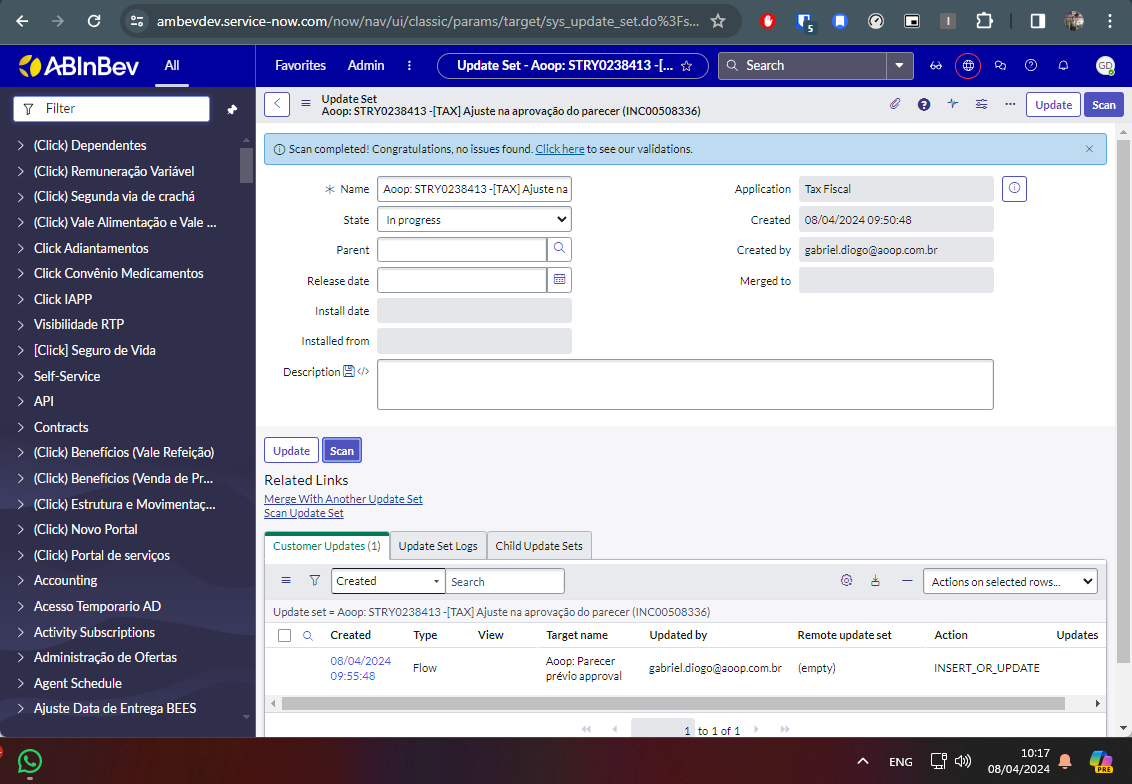 ambevdev.service-now.com/now/nav/ui/classic/params/target/sys_update_set.do%3Fs...
5
ABInBev
All
Favorites
Admin
Update Set - Aoop: STRY0238413 -[...
Search
GD
Filter
(Click) Dependentes
(Click) Remuneração Variável
(Click) Segunda via de crachá
(Click) Vale Alimentação e Vale ...
Click Adiantamentos
Click Convênio Medicamentos
Click IAPP
Visibilidade RTP
[Click] Seguro de Vida
Self-Service
API
Contracts
(Click) Benefícios (Vale Refeição)
(Click) Benefícios (Venda de Pr...
(Click) Estrutura e Movimentaç...
(Click) Novo Portal
(Click) Portal de serviços
Accounting
Acesso Temporario AD
Activity Subscriptions
Administração de Ofertas
Agent Schedule
Ajuste Data de Entrega BEES
Update Set
Aoop: STRY0238413 -[TAX] Ajuste na aprovação do parecer (INC00508336)
Update
Scan
Scan completed! Congratulations, no issues found. Click here to see our validations.
Name
Aoop: STRY0238413 -[TAX] Ajuste na
Application
Tax Fiscal
State
In progress
Created
08/04/2024 09:50:48
Parent
Created by
gabriel.diogo@aoop.com.br
Release date
Merged to
Install date
Installed from
Description
Update
Scan
Related Links
Merge With Another Update Set
Scan Update Set
Customer Updates (1)
Update Set Logs
Child Update Sets
Created
Search
Actions on selected rows...
Update set = Aoop: STRY0238413 -[TAX] Ajuste na aprovação do parecer (INC00508336)
Created
Type
View
Target name
Updated by
Remote update set
Action
Updates
08/04/2024
09:55:48
Flow
Aoop: Parecer
prévio approval
gabriel.diogo@aoop.com.br
(empty)
INSERT_OR_UPDATE
1 to 1 of 1
ENG
10:17
08/04/2024
PRE